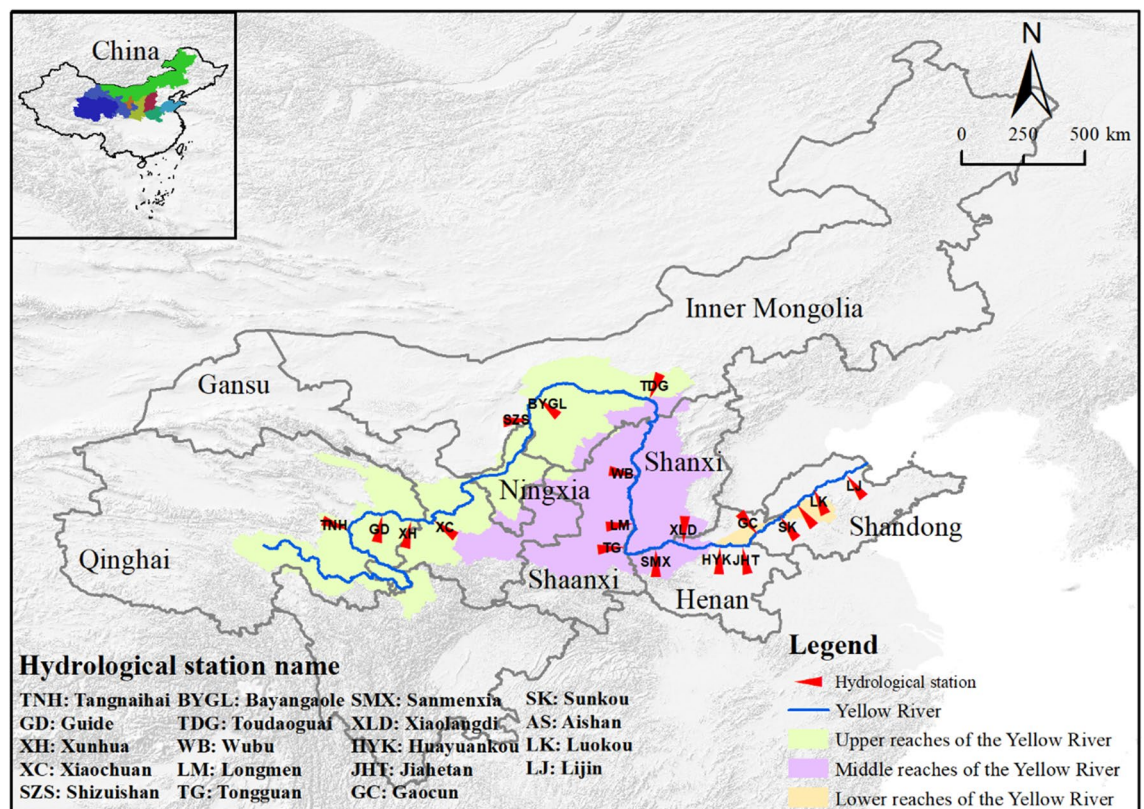 China
N
0 250 500 km
Inner Mongolia
Gansu
TDG
BYGL
SZS
Shanxi
WB
Ningxia
LJ
LK
TNH
GD
XH
XC
LM
XLD
GC
SK
Shandong
Qinghai
TG
SMX
HYK
JHT
Shaanxi
Henan
Hydrological station name
TNH: Tangnaihai BYGL: Bayangaole SMX: Sanmenxia SK: Sunkou
GD: Guide TDG: Toudaoguai XLD: Xiaolangdi AS: Aishan
XH: Xunhua WB: Wubu HYK: Huayuankou LK: Luokou
XC: Xiaochuan LM: Longmen JHT: Jiahetan LJ: Lijin
SZS: Shizuishan TG: Tongguan GC: Gaocun
Legend
Hydrological station
Yellow River
Upper reaches of the Yellow River
Middle reaches of the Yellow River
Lower reaches of the Yellow River